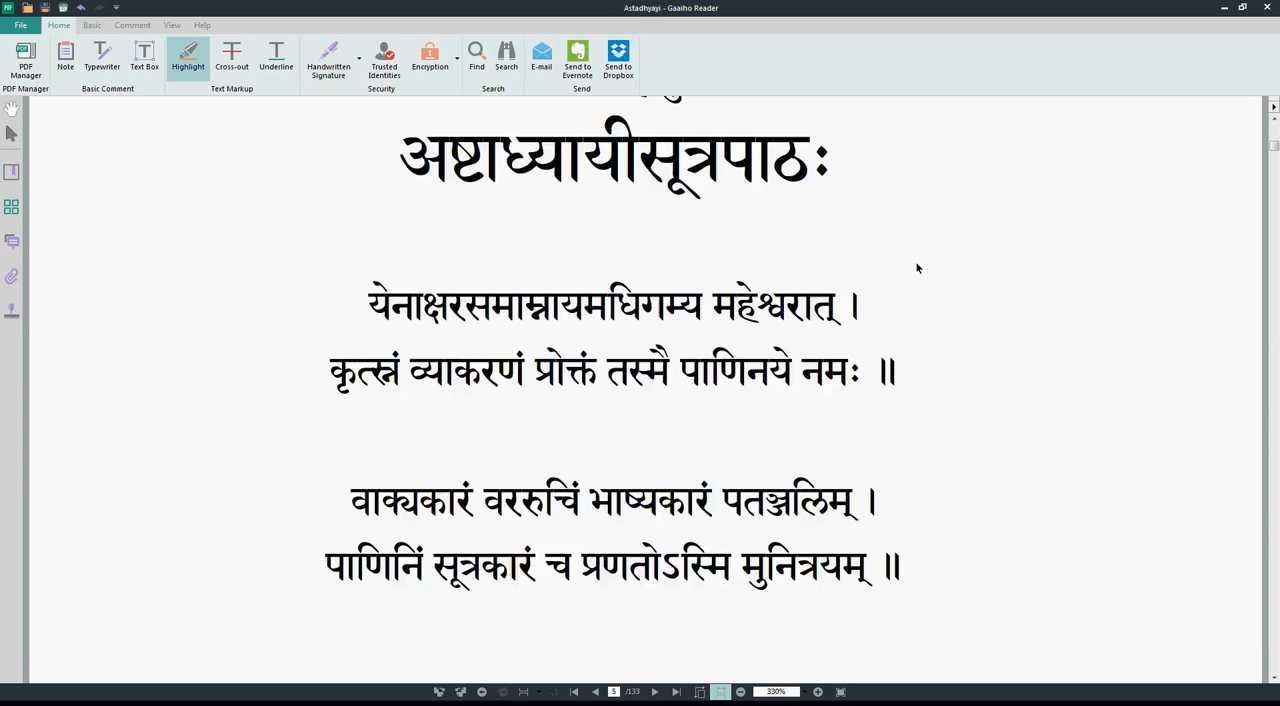 Astadhyayi - Gaaiho Reader
File Home Basic Comment View Help
PDF Manager Note Typewriter Text Box Highlight Cross-out Underline Handwritten Signature Trusted Identities Encryption Find Search E-mail Send to Evernote Send to Dropbox
PDF Manager Basic Comment Text Markup Security Search Send
अष्टाध्यायीसूत्रपाठः
येनाक्षरसमाम्नायमधिगम्य महेश्वरात् ।
कृत्स्नं व्याकरणं प्रोक्तं तस्मै पाणिनये नमः ॥
वाक्यकारं वररुचिं भाष्यकारं पतञ्जलिम् ।
पाणिनिं सूत्रकारं च प्रणतोऽस्मि मुनित्रयम् ॥
5 /133 330%